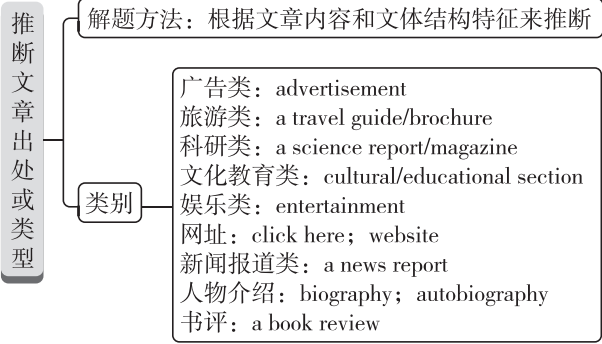 推断文章出处或类型
解题方法：根据文章内容和文体结构特征来推断
类别
广告类：advertisement
旅游类：a travel guide/brochure
科研类：a science report/magazine
文化教育类：cultural/educational section
娱乐类：entertainment
网址：click here；website
新闻报道类：a news report
人物介绍：biography；autobiography
书评：a book review